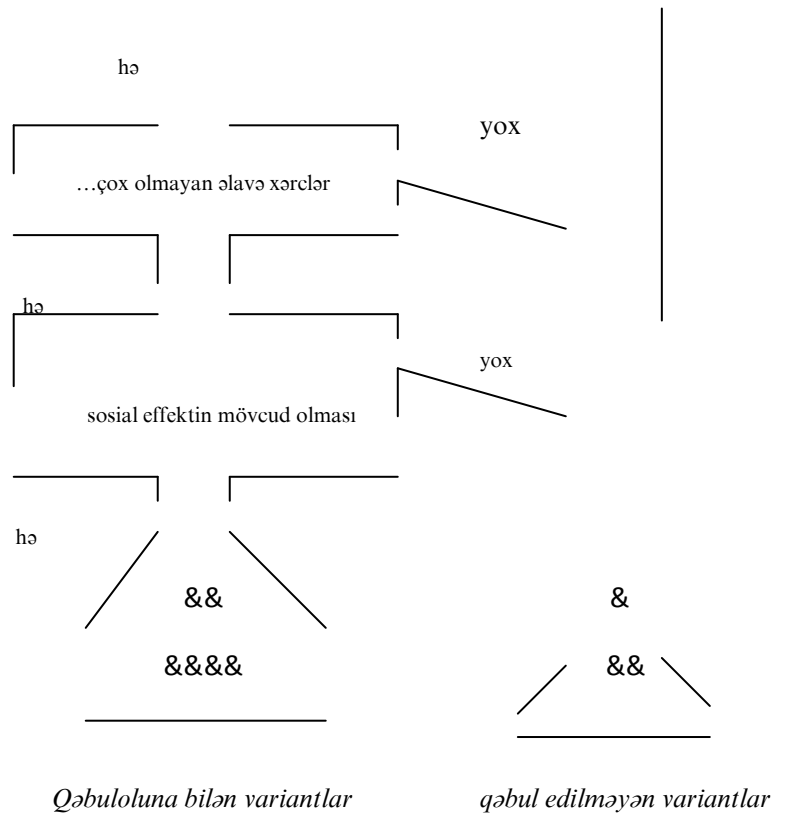 hə
yox
…çox olmayan əlavə xərclər
hə
yox
sosial effektin mövcud olması
hə
&& &
&&&& &&
Qəbuloluna bilən variantlar qəbul edilməyən variantlar